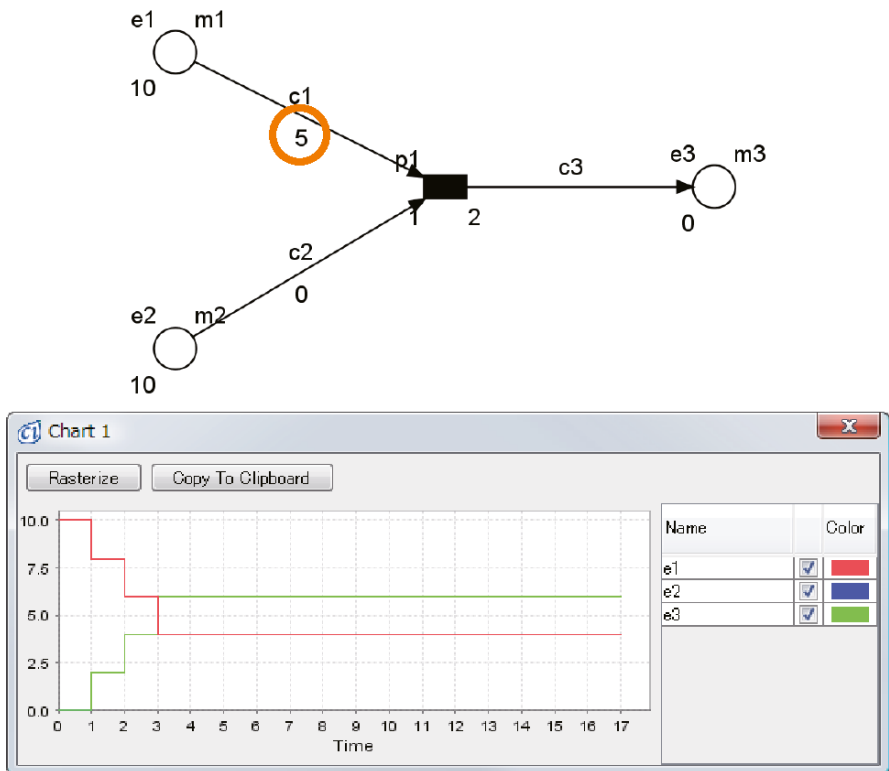 e1 m1
10
c1
5
p1
c3
e3 m3
1 2
0
c2
0
e2 m2
10
Chart 1
Rasterize Copy To Clipboard
10.0
7.5
5.0
2.5
0.0
0 1 2 3 4 5 6 7 8 9 10 11 12 13 14 15 16 17
Time
Name Color
e1
e2
e3